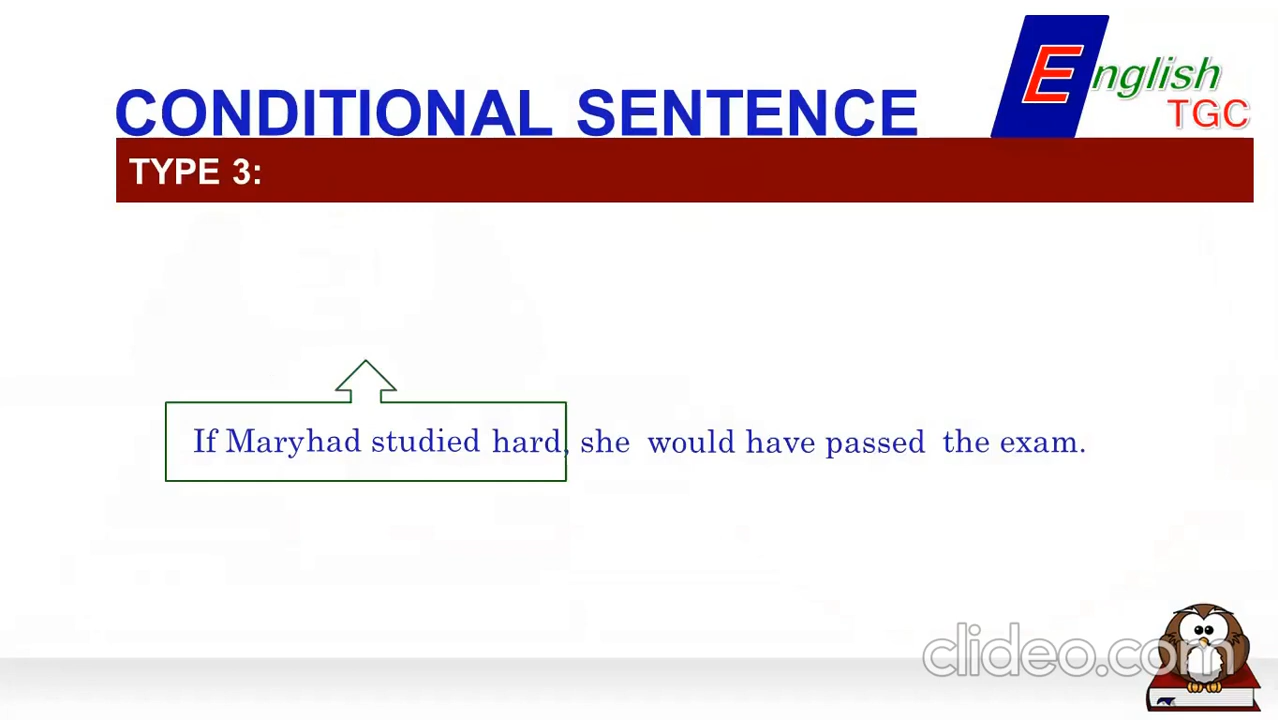 English
TGC
CONDITIONAL SENTENCE
TYPE 3:
If Maryhad studied hard, she would have passed the exam.
clideo.com